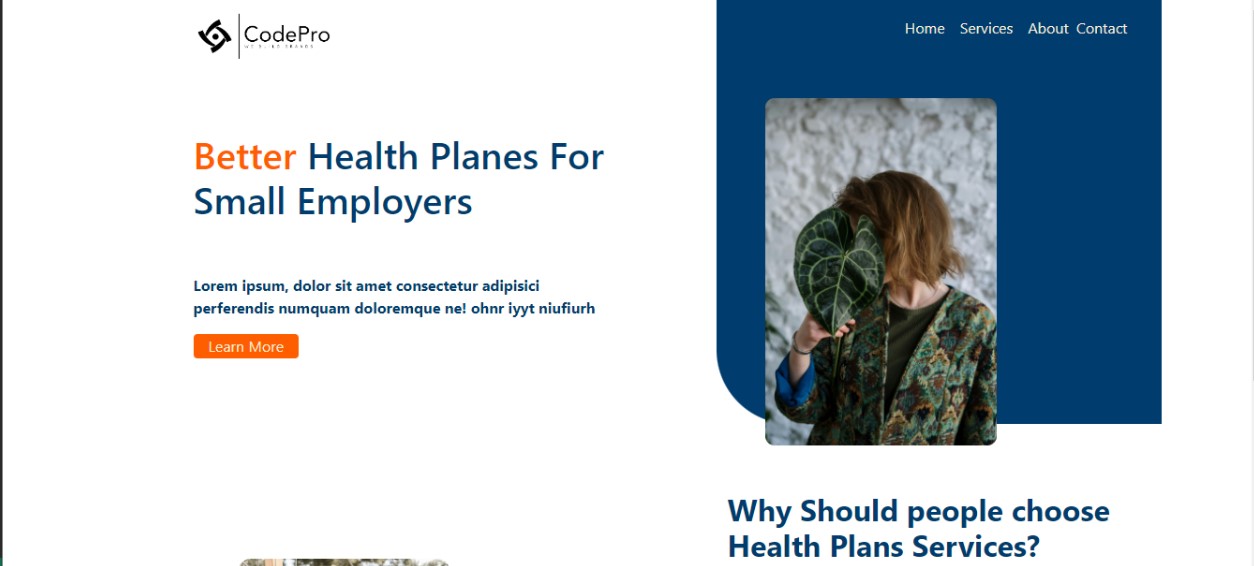 CodePro
Home Services About Contact
Better Health Planes For
Small Employers
Lorem ipsum, dolor sit amet consectetur adipisici
perferendis numquam doloremque ne! ohnr iyyt niufiurh
Learn More
Why Should people choose
Health Plans Services?